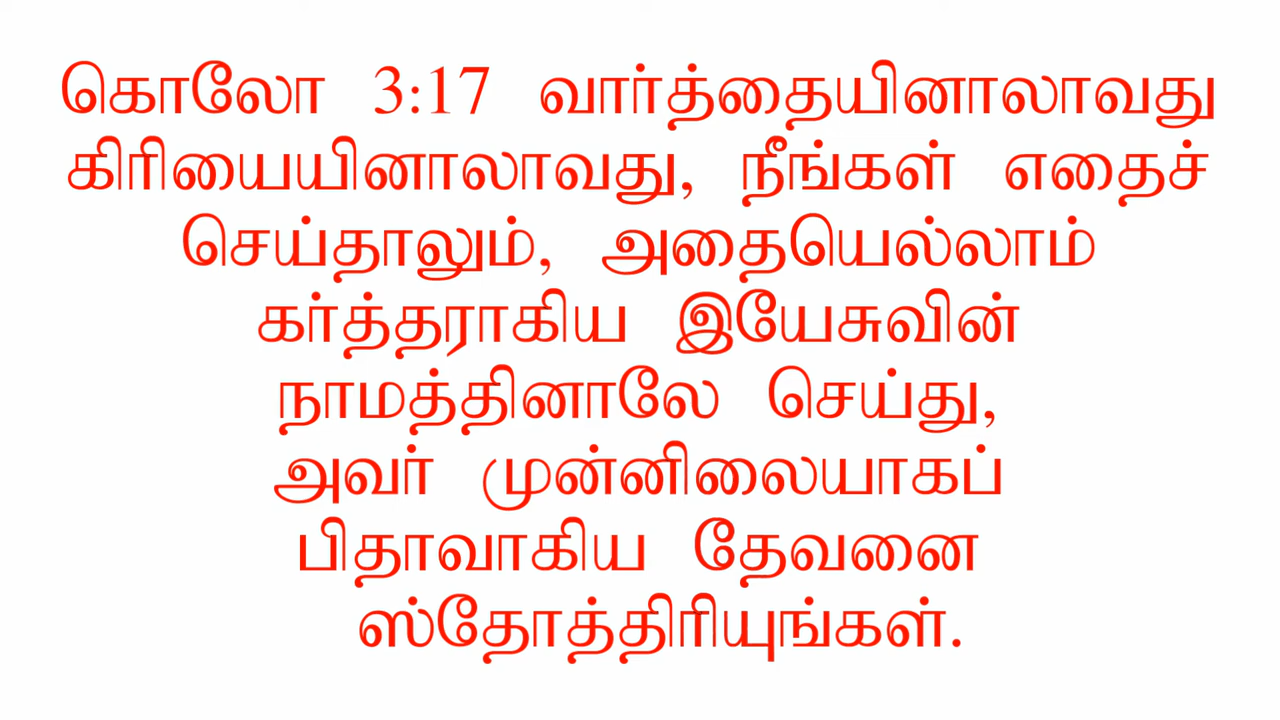 கொலோ 3:17 வார்த்தையினாலாவது
கிரியையினாலாவது, நீங்கள் எதைச்
செய்தாலும், அதையெல்லாம்
கர்த்தராகிய இயேசுவின்
நாமத்தினாலே செய்து,
அவர் முன்னிலையாகப்
பிதாவாகிய தேவனை
ஸ்தோத்திரியுங்கள்.